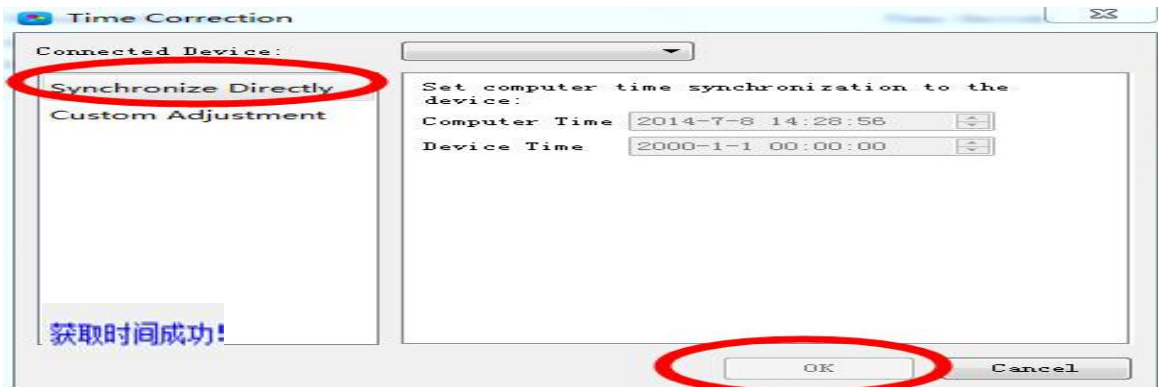 Time Correction
Connected Device:
Synchronize Directly
Custom Adjustment
Set computer time synchronization to the
device:
Computer Time 2014-7-8 14:28:56
Device Time 2000-1-1 00:00:00
获取时间成功!
OK Cancel